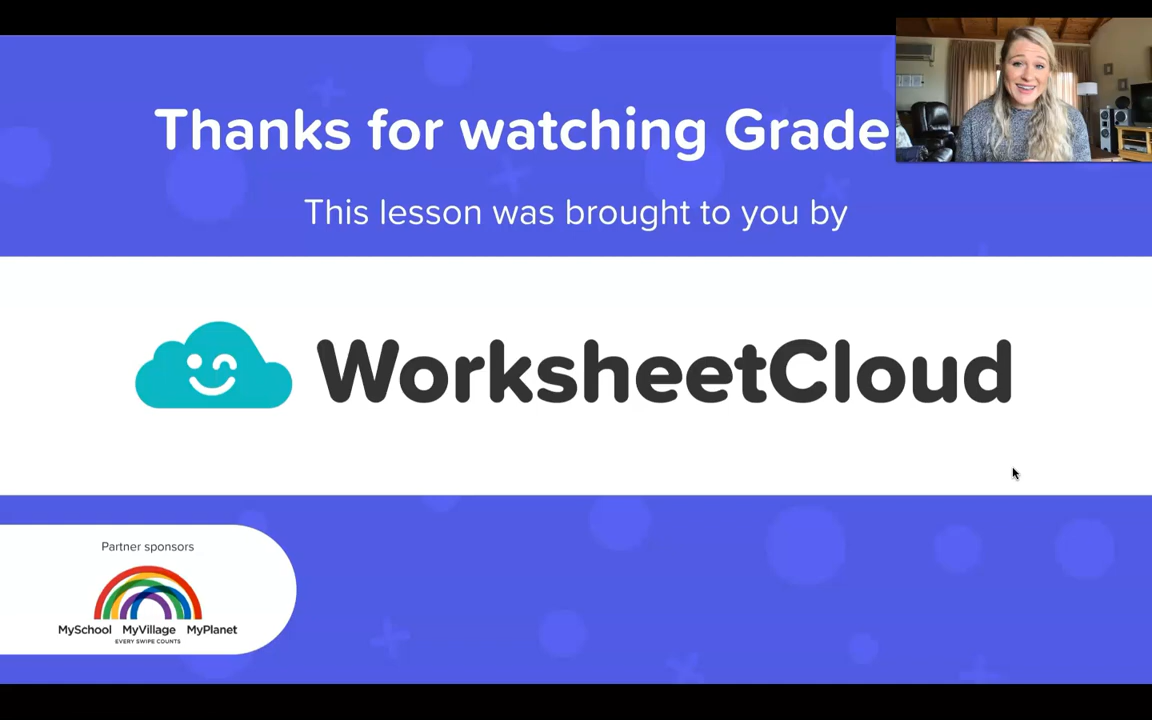 Thanks for watching Grade
This lesson was brought to you by
WorksheetCloud
Partner sponsors
MySchool MyVillage MyPlanet
EVERY SWIPE COUNTS